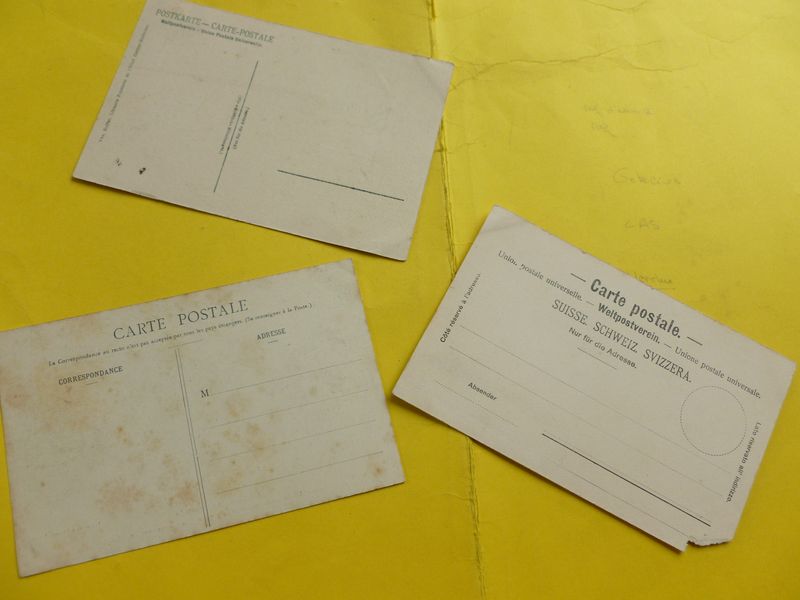 POSTKARTE — CARTE-POSTALE
Weltpostverein - Union Postale Universelle.
CARTE POSTALE
La Correspondance au recto n'est pas acceptée par tous les pays étrangers. (Se renseigner à la Poste.)
CORRESPONDANCE
ADRESSE
M
— Carte postale. —
Union postale universelle. — Weltpostverein. — Unione postale universale.
SUISSE. SCHWEIZ. SVIZZERA.
Nur für die Adresse.
Côté réservé à l'adresse.
Absender
Lato riservato all' indirizzo.